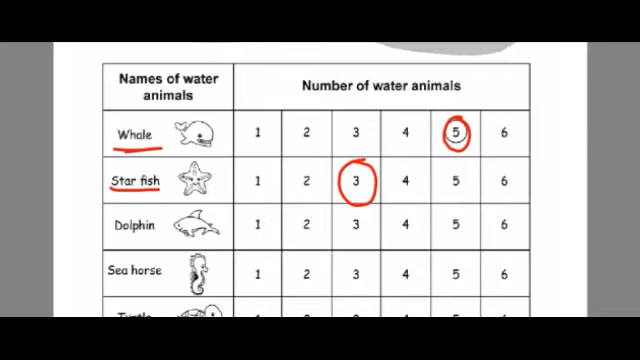 Names of water animals Number of water animals
Whale 1 2 3 4 5 6
Star fish 1 2 3 4 5 6
Dolphin 1 2 3 4 5 6
Sea horse 1 2 3 4 5 6
Turtle